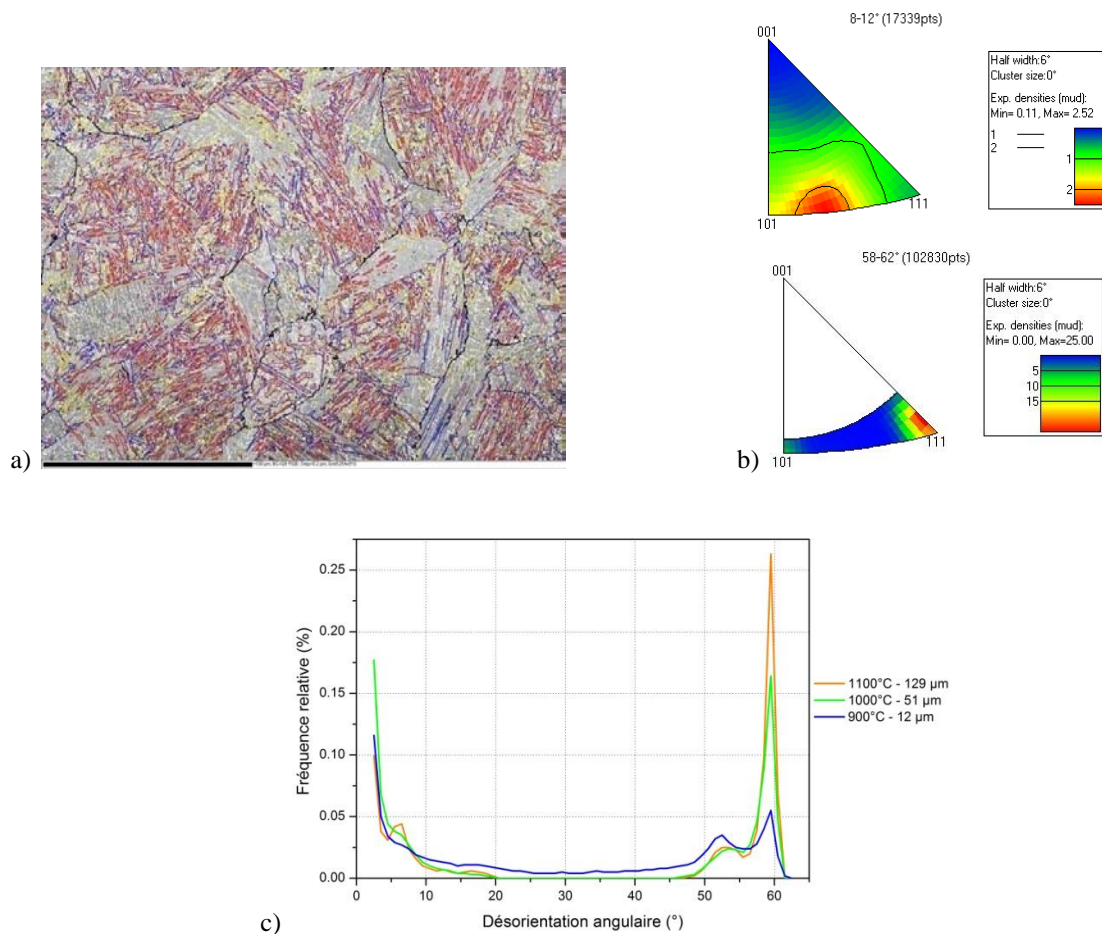 8-12° (17339pts)
001
101
111
Half width:6°
Cluster size:0°
Exp. densities (mud):
Min= 0.11, Max= 2.52
1
2
1
2
a)
b)
58-62° (102830pts)
001
101
111
Half width:6°
Cluster size:0°
Exp. densities (mud):
Min= 0.00, Max=25.00
5
10
15
0.25
0.20
0.15
0.10
0.05
0.00
Fréquence relative (%)
0 10 20 30 40 50 60
Désorientation angulaire (°)
1100°C - 129 µm
1000°C - 51 µm
900°C - 12 µm
c)